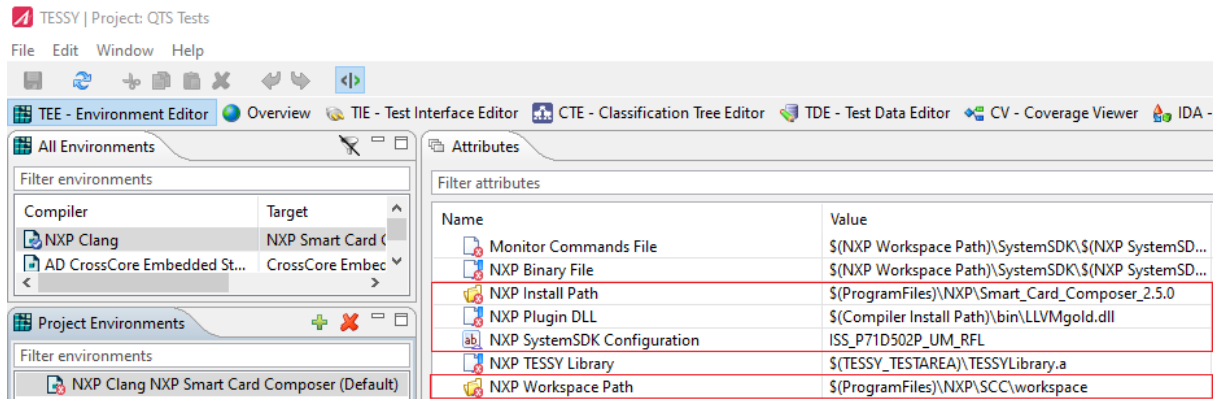 TESSY | Project: QTS Tests
File Edit Window Help
TEE - Environment Editor Overview TIE - Test Interface Editor CTE - Classification Tree Editor TDE - Test Data Editor CV - Coverage Viewer IDA -
All Environments
Attributes
Filter environments
Filter attributes
Compiler Target
Name Value
NXP Clang NXP Smart Card
AD CrossCore Embedded St... CrossCore Embec
Monitor Commands File $(NXP Workspace Path)\SystemSDK\$(NXP SystemSD...
NXP Binary File $(NXP Workspace Path)\SystemSDK\$(NXP SystemSD...
NXP Install Path $(ProgramFiles)\NXP\Smart_Card_Composer_2.5.0
NXP Plugin DLL $(Compiler Install Path)\bin\LLVMgold.dll
ab NXP SystemSDK Configuration ISS_P71D502P_UM_RFL
NXP TESSY Library $(TESSY_TESTAREA)\TESSYLibrary.a
NXP Workspace Path $(ProgramFiles)\NXP\SCC\workspace
Project Environments
Filter environments
NXP Clang NXP Smart Card Composer (Default)